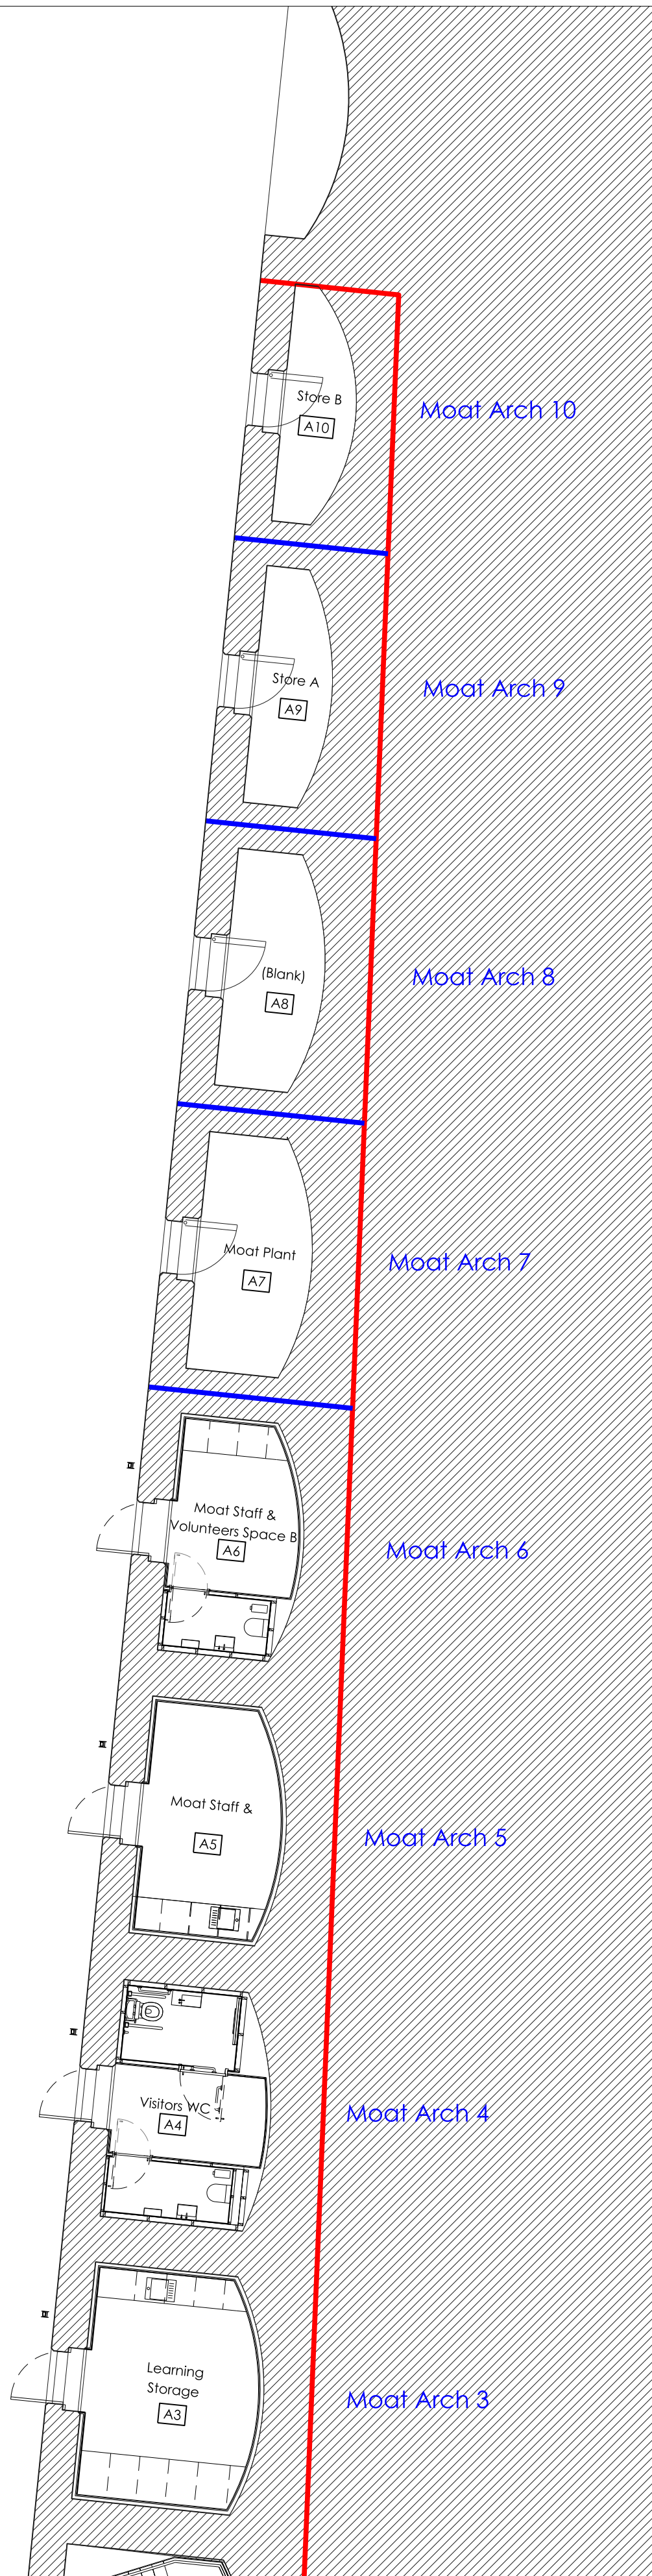 Store B
A10
Moat Arch 10
Store A
A9
Moat Arch 9
(Blank)
A8
Moat Arch 8
Moat Plant
A7
Moat Arch 7
Moat Staff &
Volunteers Space B
A6
Moat Arch 6
Moat Staff &
A5
Moat Arch 5
Visitors WC
A4
Moat Arch 4
Learning
Storage
A3
Moat Arch 3